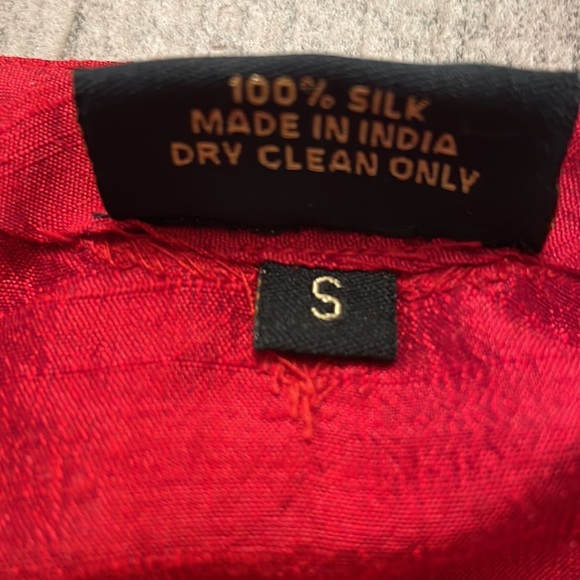 100% SILK
MADE IN INDIA
DRY CLEAN ONLY
S